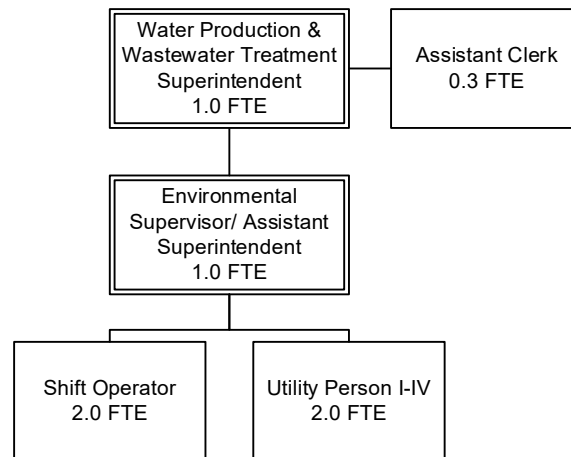 Water Production &
Wastewater Treatment
Superintendent
1.0 FTE
Assistant Clerk
0.3 FTE
Environmental
Supervisor/ Assistant
Superintendent
1.0 FTE
Shift Operator
2.0 FTE
Utility Person I-IV
2.0 FTE